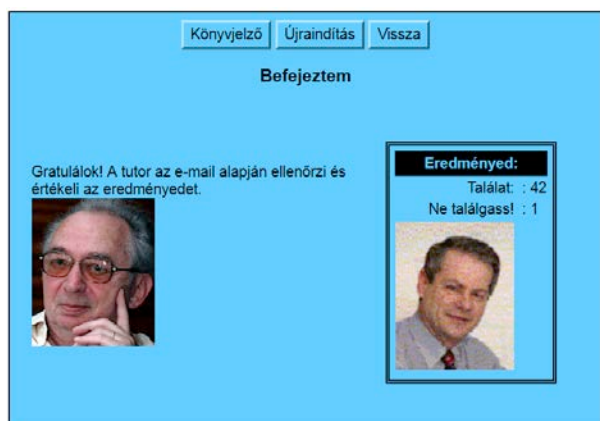 Könyvjelző Újraindítás Vissza
Befejeztem
Gratulálok! A tutor az e-mail alapján ellenőrzi és
értékeli az eredményedet.
Eredményed:
Találat: : 42
Ne találgass! : 1